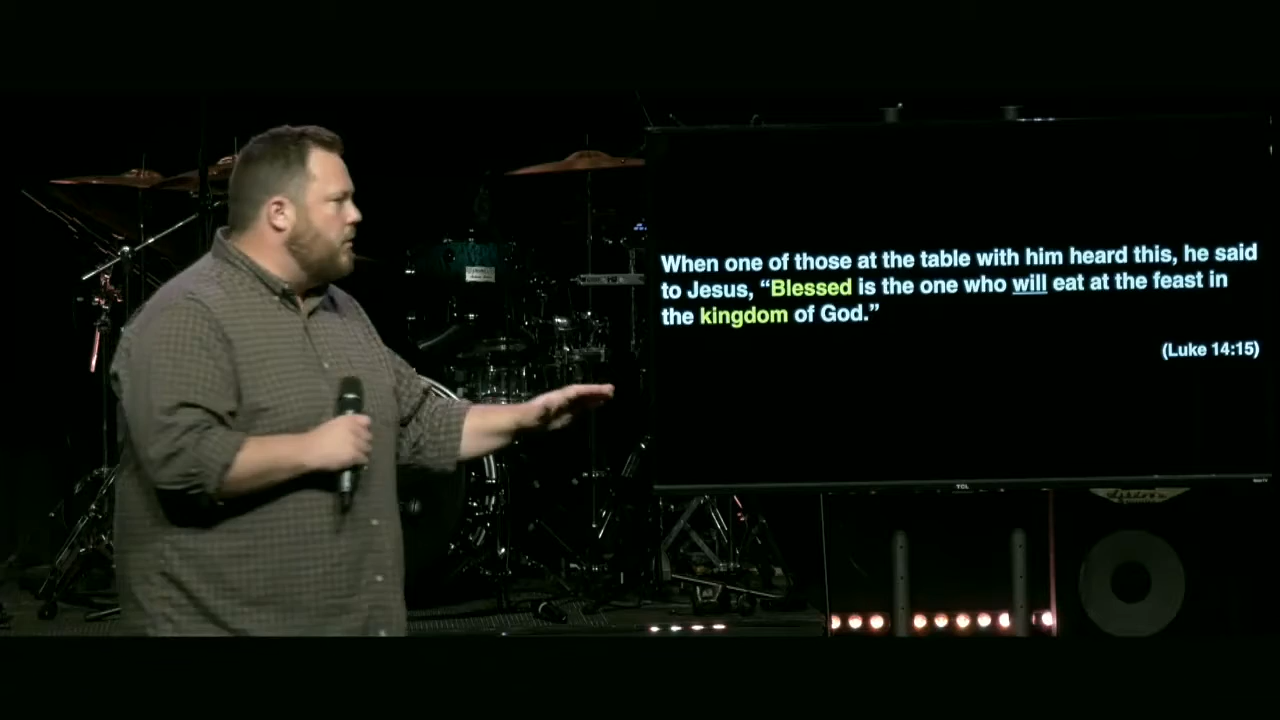 When one of those at the table with him heard this, he said
to Jesus, “Blessed is the one who will eat at the feast in
the kingdom of God.”
(Luke 14:15)
TCL